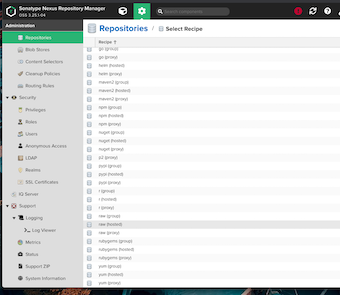 Sonatype Nexus Repository Manager
OSS 3.25.1-04
Search components
Administration
Repositories
Blob Stores
Content Selectors
Cleanup Policies
Routing Rules
Security
Privileges
Roles
Users
Anonymous Access
LDAP
Realms
SSL Certificates
IQ Server
Support
Logging
Log Viewer
Metrics
Status
Support ZIP
System Information
Repositories / Select Recipe
Recipe ↑
go (group)
go (proxy)
helm (hosted)
helm (proxy)
maven2 (group)
maven2 (hosted)
maven2 (proxy)
npm (group)
npm (hosted)
npm (proxy)
nuget (group)
nuget (hosted)
nuget (proxy)
p2 (proxy)
pypi (group)
pypi (hosted)
pypi (proxy)
r (group)
r (hosted)
r (proxy)
raw (group)
raw (hosted)
raw (proxy)
rubygems (group)
rubygems (hosted)
rubygems (proxy)
yum (group)
yum (hosted)
yum (proxy)